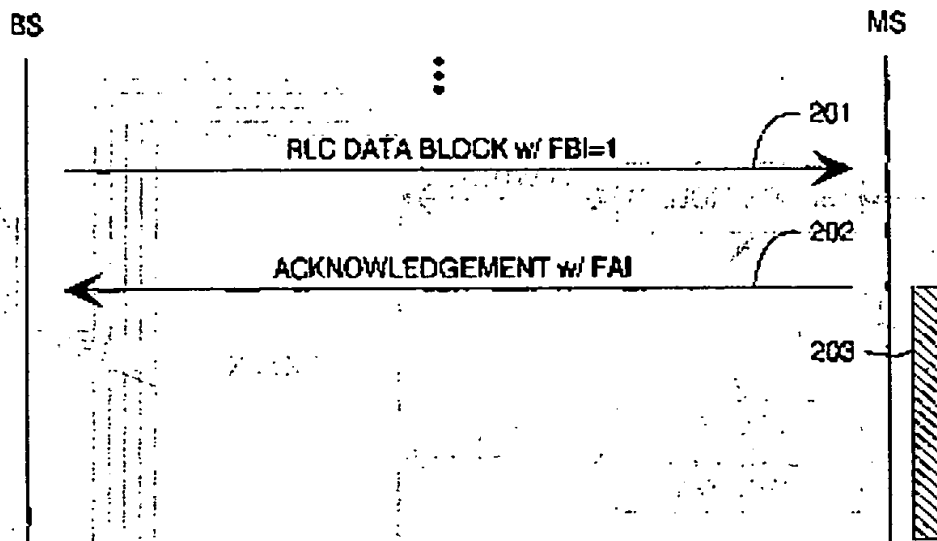 BS
MS
201
RLC DATA BLOCK w/ FBI=1
202
ACKNOWLEDGEMENT w/ FAI
203